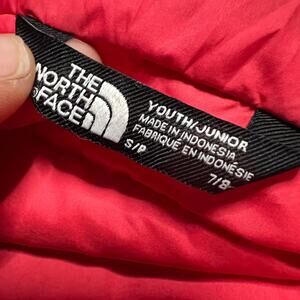 THE
NORTH
FACE
YOUTH/JUNIOR
MADE IN INDONESIA
FABRIQUÉ EN INDONÉSIE
S/P
7/8